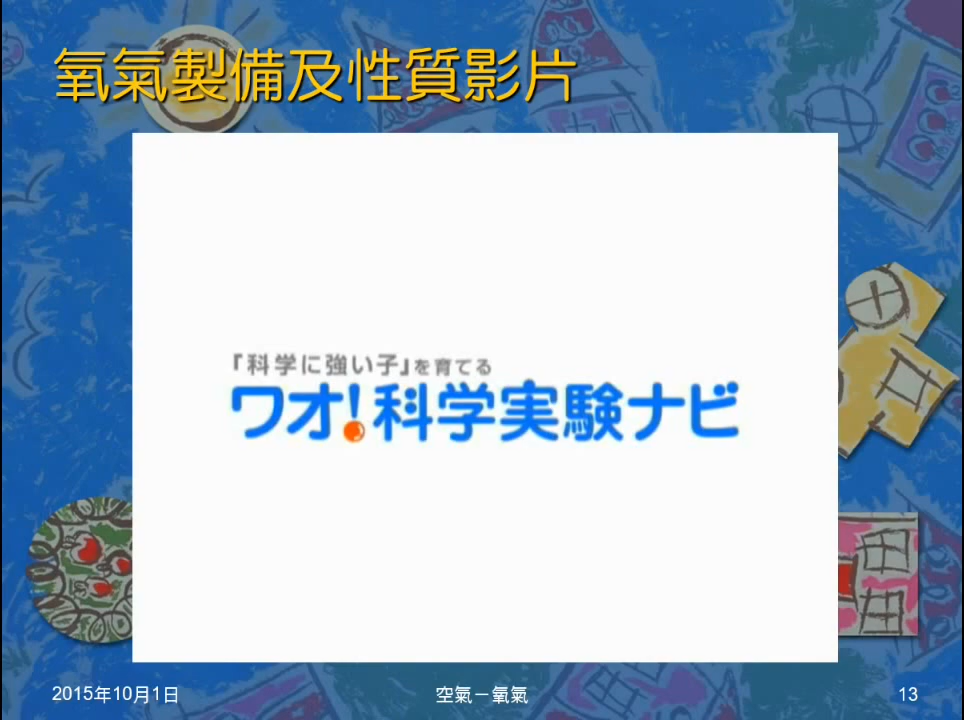 氧氣製備及性質影片
『科学に強い子』を育てる
ワオ!科学実験ナビ
2015年10月1日
空氣－氧氣
13